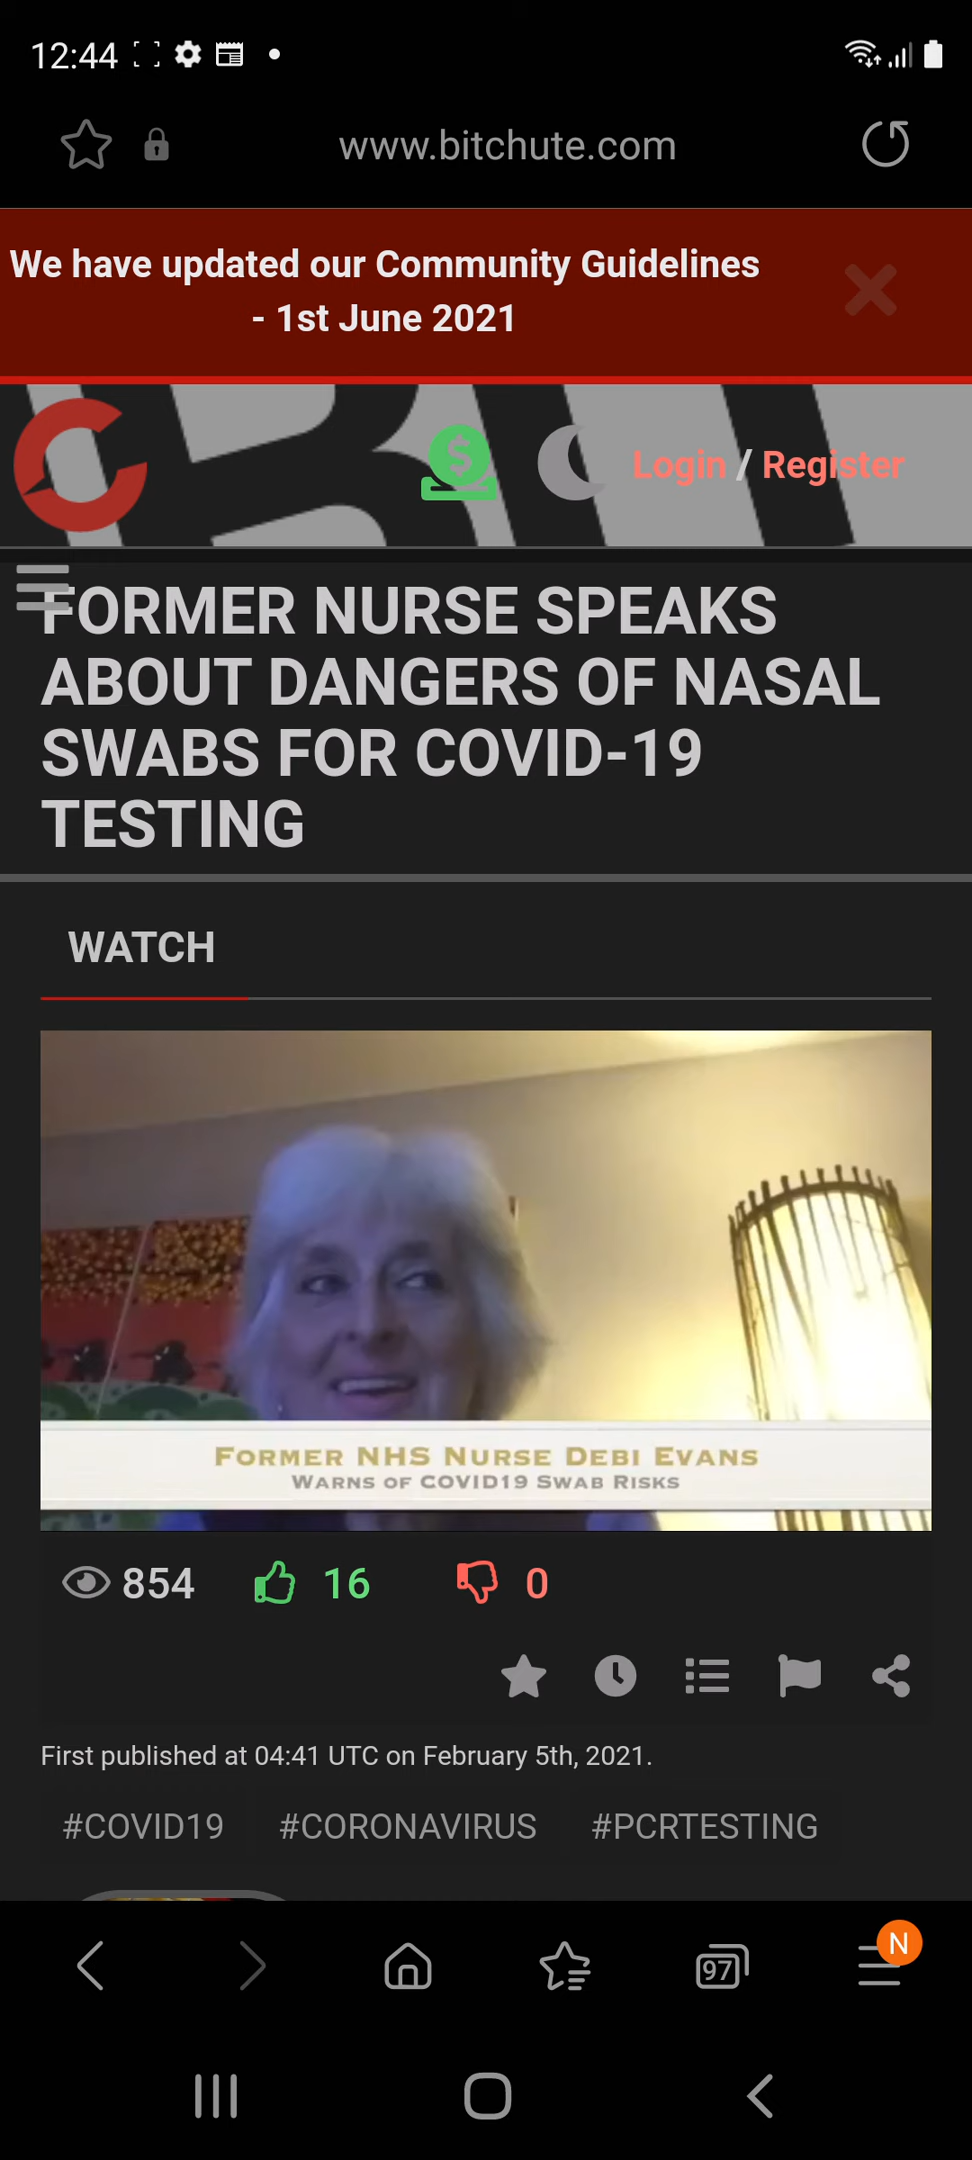 12:44
www.bitchute.com
We have updated our Community Guidelines
- 1st June 2021
Login / Register
FORMER NURSE SPEAKS
ABOUT DANGERS OF NASAL
SWABS FOR COVID-19
TESTING
WATCH
FORMER NHS NURSE DEBI EVANS
WARNS OF COVID19 SWAB RISKS
854 16 0
First published at 04:41 UTC on February 5th, 2021.
#COVID19 #CORONAVIRUS #PCRTESTING
97 N